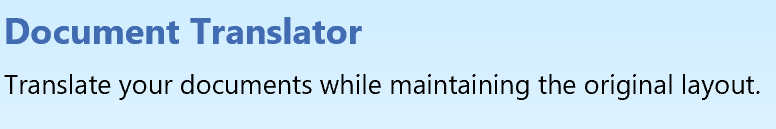 Document Translator
Translate your documents while maintaining the original layout.